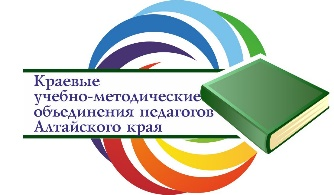 Краевые
учебно-методические
объединения педагогов
Алтайского края